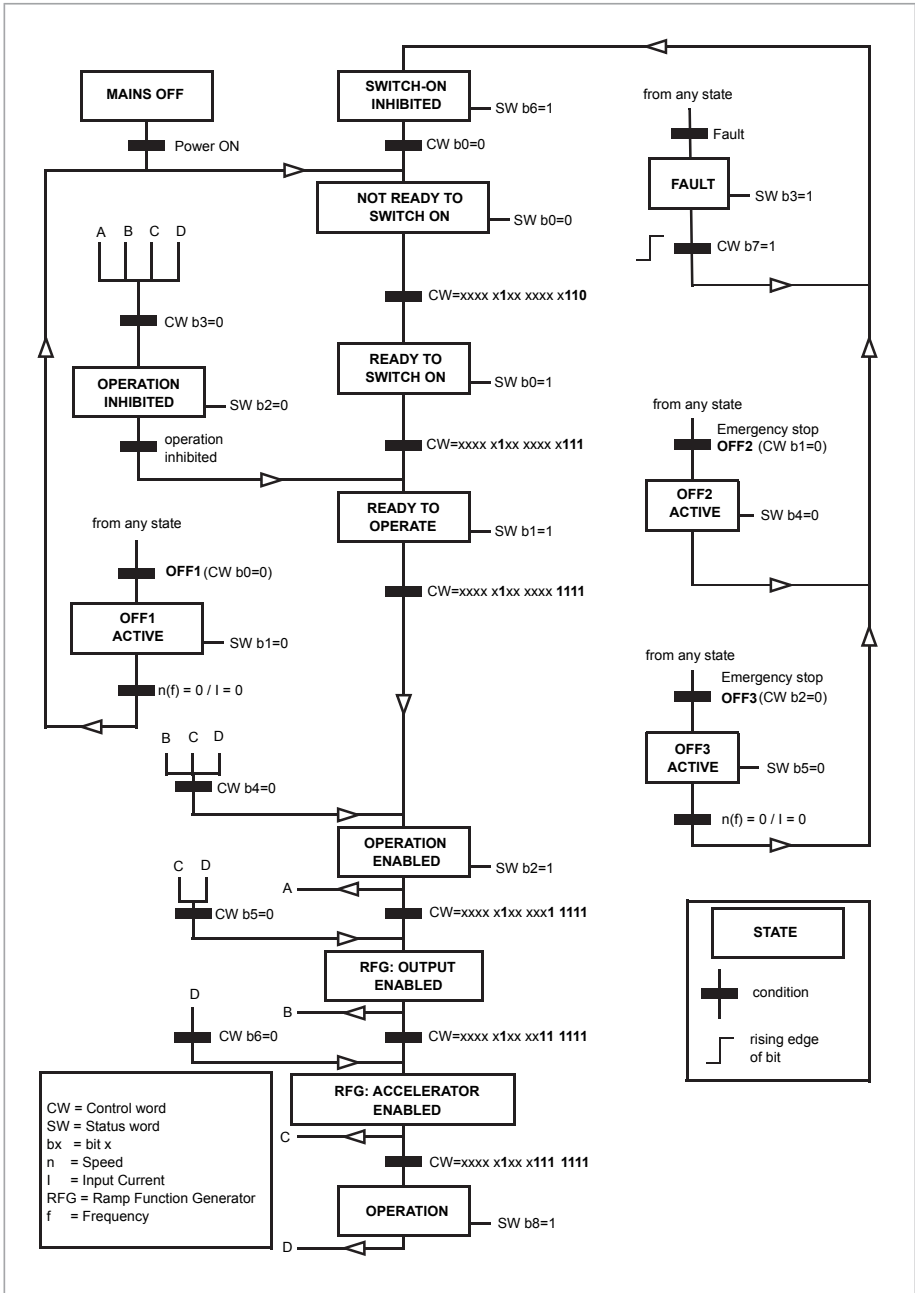 MAINS OFF
Power ON
SWITCH-ON
INHIBITED
SW b6=1
CW b0=0
NOT READY TO
SWITCH ON
SW b0=0
CW=xxxx x1xx xxxx x110
READY TO
SWITCH ON
SW b0=1
CW=xxxx x1xx xxxx x111
READY TO
OPERATE
SW b1=1
CW=xxxx x1xx xxxx 1111
A B C D
CW b3=0
OPERATION
INHIBITED
SW b2=0
operation
inhibited
from any state
OFF1 (CW b0=0)
OFF1
ACTIVE
SW b1=0
n(f) = 0 / I = 0
B C D
CW b4=0
OPERATION
ENABLED
SW b2=1
A
CW=xxxx x1xx xxx1 1111
C D
CW b5=0
RFG: OUTPUT
ENABLED
B
CW=xxxx x1xx xx11 1111
D
CW b6=0
RFG: ACCELERATOR
ENABLED
C
CW=xxxx x1xx x111 1111
OPERATION
SW b8=1
D
from any state
Fault
FAULT
SW b3=1
CW b7=1
from any state
Emergency stop
OFF2 (CW b1=0)
OFF2
ACTIVE
SW b4=0
from any state
Emergency stop
OFF3 (CW b2=0)
OFF3
ACTIVE
SW b5=0
n(f) = 0 / I = 0
STATE
condition
rising edge
of bit
CW = Control word
SW = Status word
bx = bit x
n = Speed
I = Input Current
RFG = Ramp Function Generator
f = Frequency